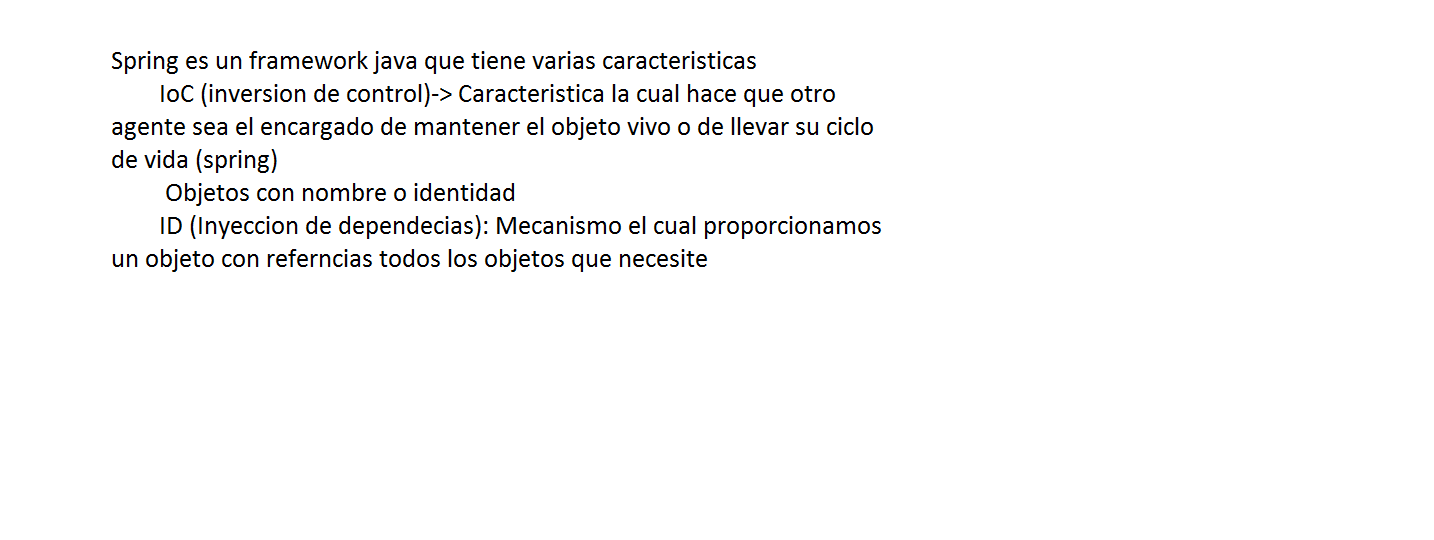 Spring es un framework java que tiene varias caracteristicas
IoC (inversion de control)-> Caracteristica la cual hace que otro
agente sea el encargado de mantener el objeto vivo o de llevar su ciclo
de vida (spring)
Objetos con nombre o identidad
ID (Inyeccion de dependecias): Mecanismo el cual proporcionamos
un objeto con referncias todos los objetos que necesite